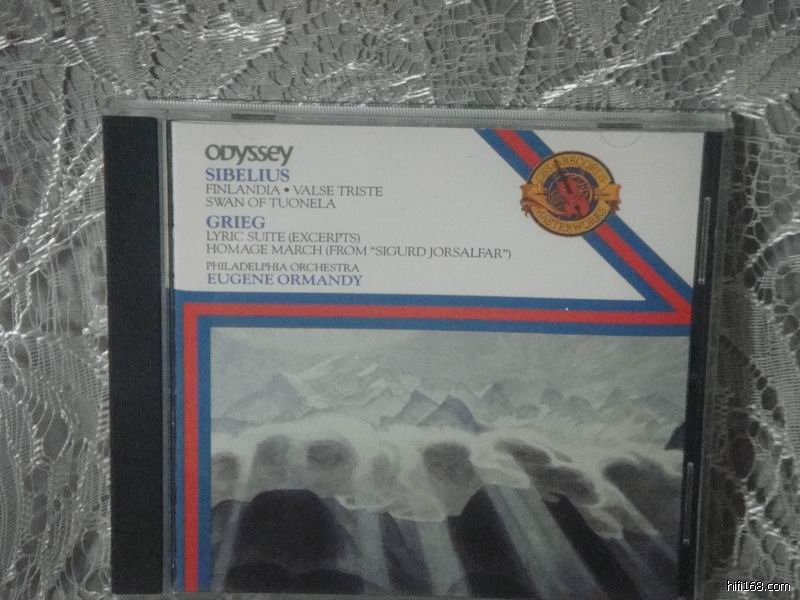 ODYSSEY
SIBELIUS
FINLANDIA • VALSE TRISTE
SWAN OF TUONELA
GRIEG
LYRIC SUITE (EXCERPTS)
HOMAGE MARCH (FROM "SIGURD JORSALFAR")
PHILADELPHIA ORCHESTRA
EUGENE ORMANDY
CBS RECORDS
MASTERWORKS
hifi168.com